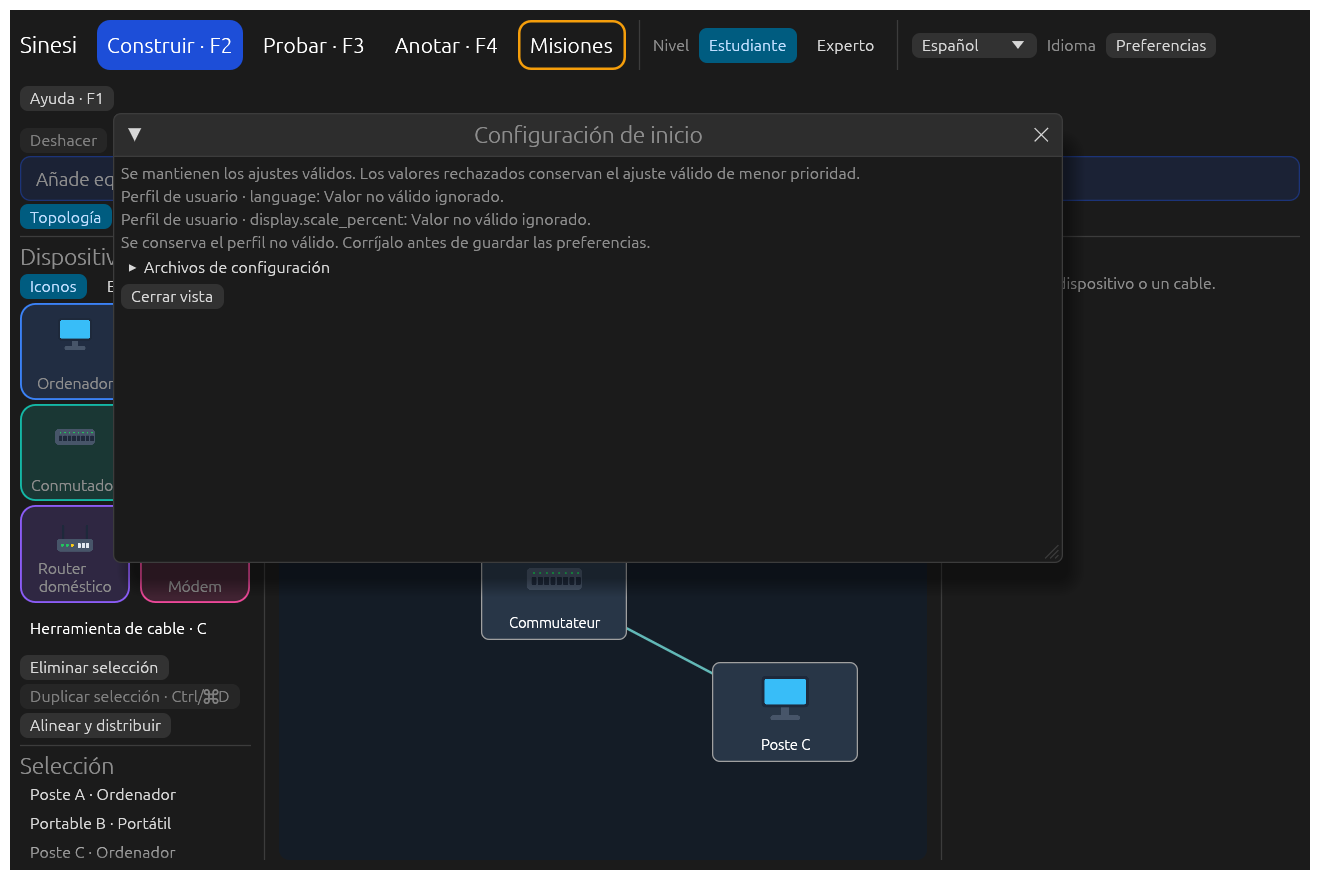 Sinesi Construir · F2 Probar · F3 Anotar · F4 Misiones Nivel Estudiante Experto Español Idioma Preferencias
Ayuda · F1
Deshacer
Configuración de inicio
Añade
Se mantienen los ajustes válidos. Los valores rechazados conservan el ajuste válido de menor prioridad.
Perfil de usuario · language: Valor no válido ignorado.
Perfil de usuario · display.scale_percent: Valor no válido ignorado.
Se conserva el perfil no válido. Corríjalo antes de guardar las preferencias.
Archivos de configuración
Cerrar vista
Topología
Iconos
dispositivo o un cable.
Ordenador
Router
doméstico
Módem
Herramienta de cable · C
Eliminar selección
Duplicar selección · Ctrl/⌘D
Alinear y distribuir
Selección
Poste A · Ordenador
Portable B · Portátil
Poste C · Ordenador
Commutateur
Poste C